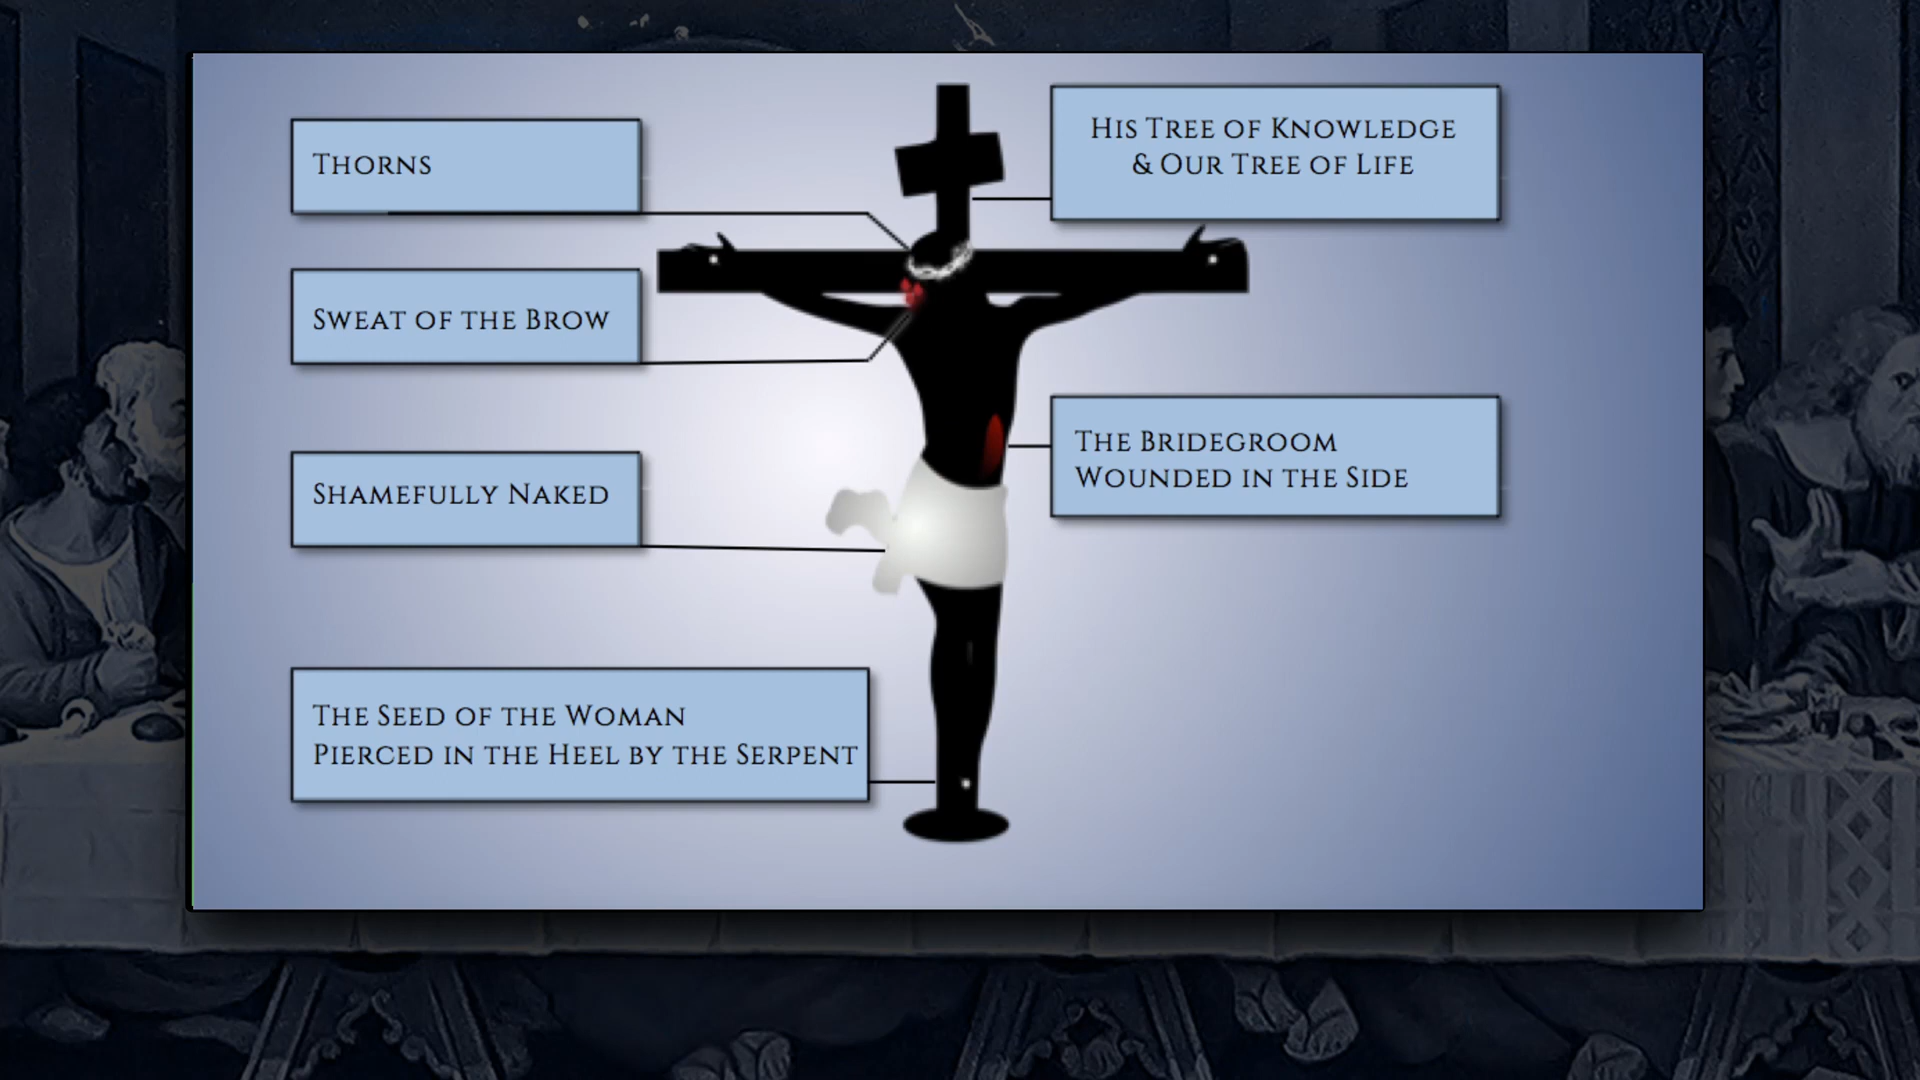 Thorns
Sweat of the Brow
Shamefully Naked
The Seed of the Woman
Pierced in the Heel by the Serpent
His Tree of Knowledge
& Our Tree of Life
The Bridegroom
Wounded in the Side